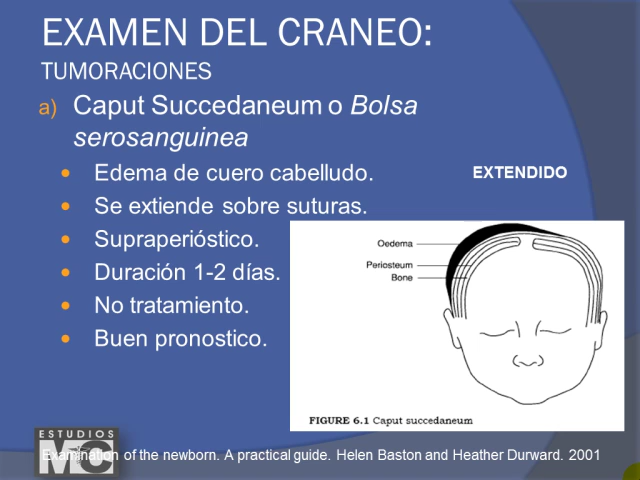 EXAMEN DEL CRANEO:
TUMORACIONES
a) Caput Succedaneum o Bolsa
serosanguinea
• Edema de cuero cabelludo.
EXTENDIDO
• Se extiende sobre suturas.
• Supraperióstico.
• Duración 1-2 días.
• No tratamiento.
• Buen pronostico.
Oedema
Periosteum
Bone
FIGURE 6.1 Caput succedaneum
ESTUDIOS
MC
Examination of the newborn. A practical guide. Helen Baston and Heather Durward. 2001